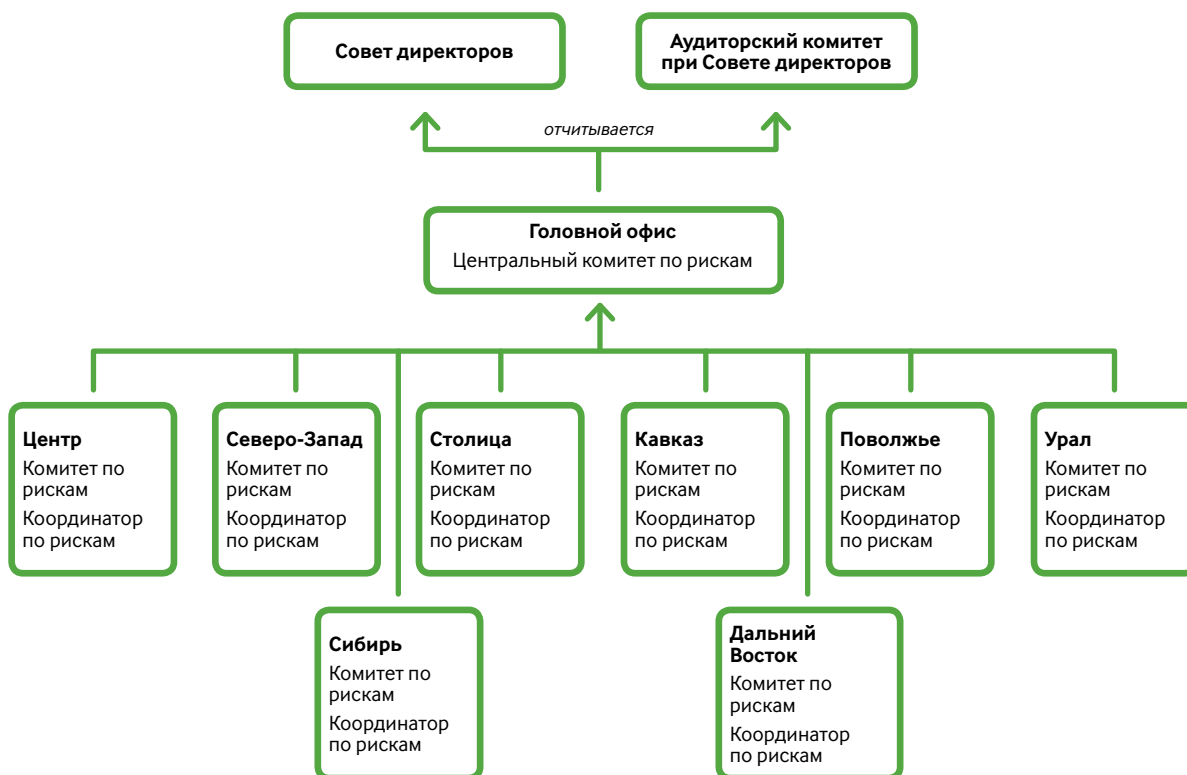 Совет директоров
Аудиторский комитет
при Совете директоров
отчитывается
Головной офис
Центральный комитет по рискам
Центр
Комитет по
рискам
Координатор
по рискам
Северо-Запад
Комитет по
рискам
Координатор
по рискам
Столица
Комитет по
рискам
Координатор
по рискам
Кавказ
Комитет по
рискам
Координатор
по рискам
Поволжье
Комитет по
рискам
Координатор
по рискам
Урал
Комитет по
рискам
Координатор
по рискам
Сибирь
Комитет по
рискам
Координатор
по рискам
Дальний
Восток
Комитет по
рискам
Координатор
по рискам